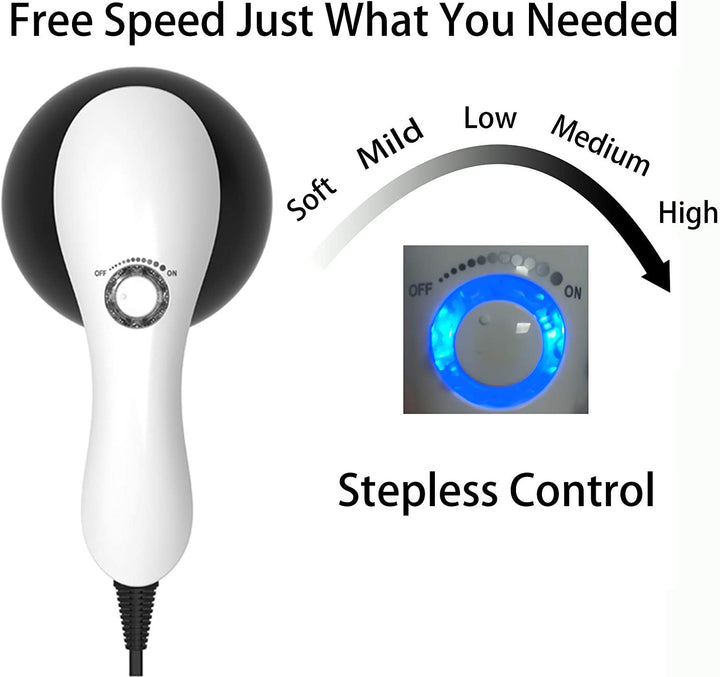 Free Speed Just What You Needed
Soft
Mild
Low
Medium
High
OFF
ON
OFF
ON
Stepless Control